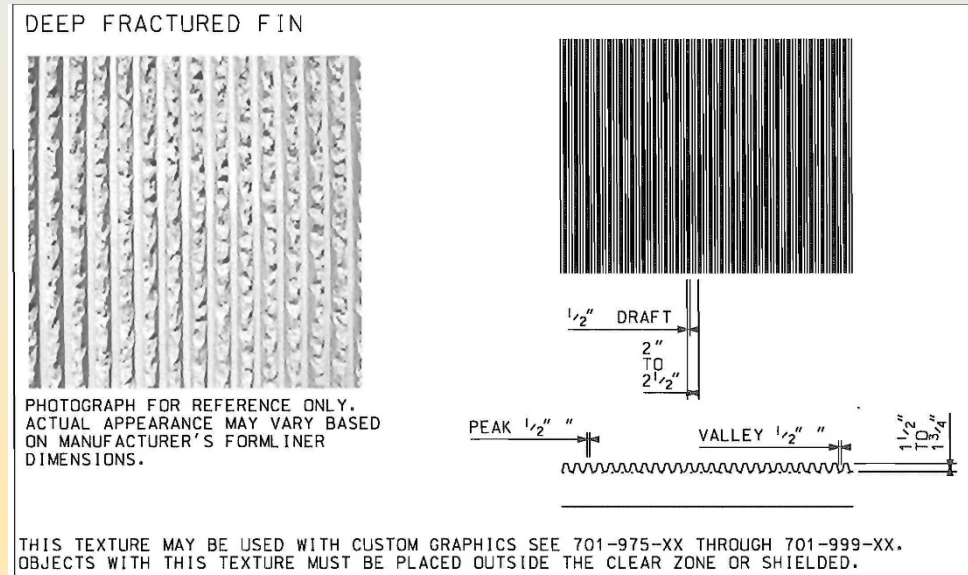 DEEP FRACTURED FIN
PHOTOGRAPH FOR REFERENCE ONLY.
ACTUAL APPEARANCE MAY VARY BASED
ON MANUFACTURER'S FORMLINER
DIMENSIONS.
1/2" DRAFT
2"
TO
2 1/2"
PEAK 1/2" "
VALLEY 1/2" "
1 1/2"
TO
1 3/4"
THIS TEXTURE MAY BE USED WITH CUSTOM GRAPHICS SEE 701-975-XX THROUGH 701-999-XX.
OBJECTS WITH THIS TEXTURE MUST BE PLACED OUTSIDE THE CLEAR ZONE OR SHIELDED.